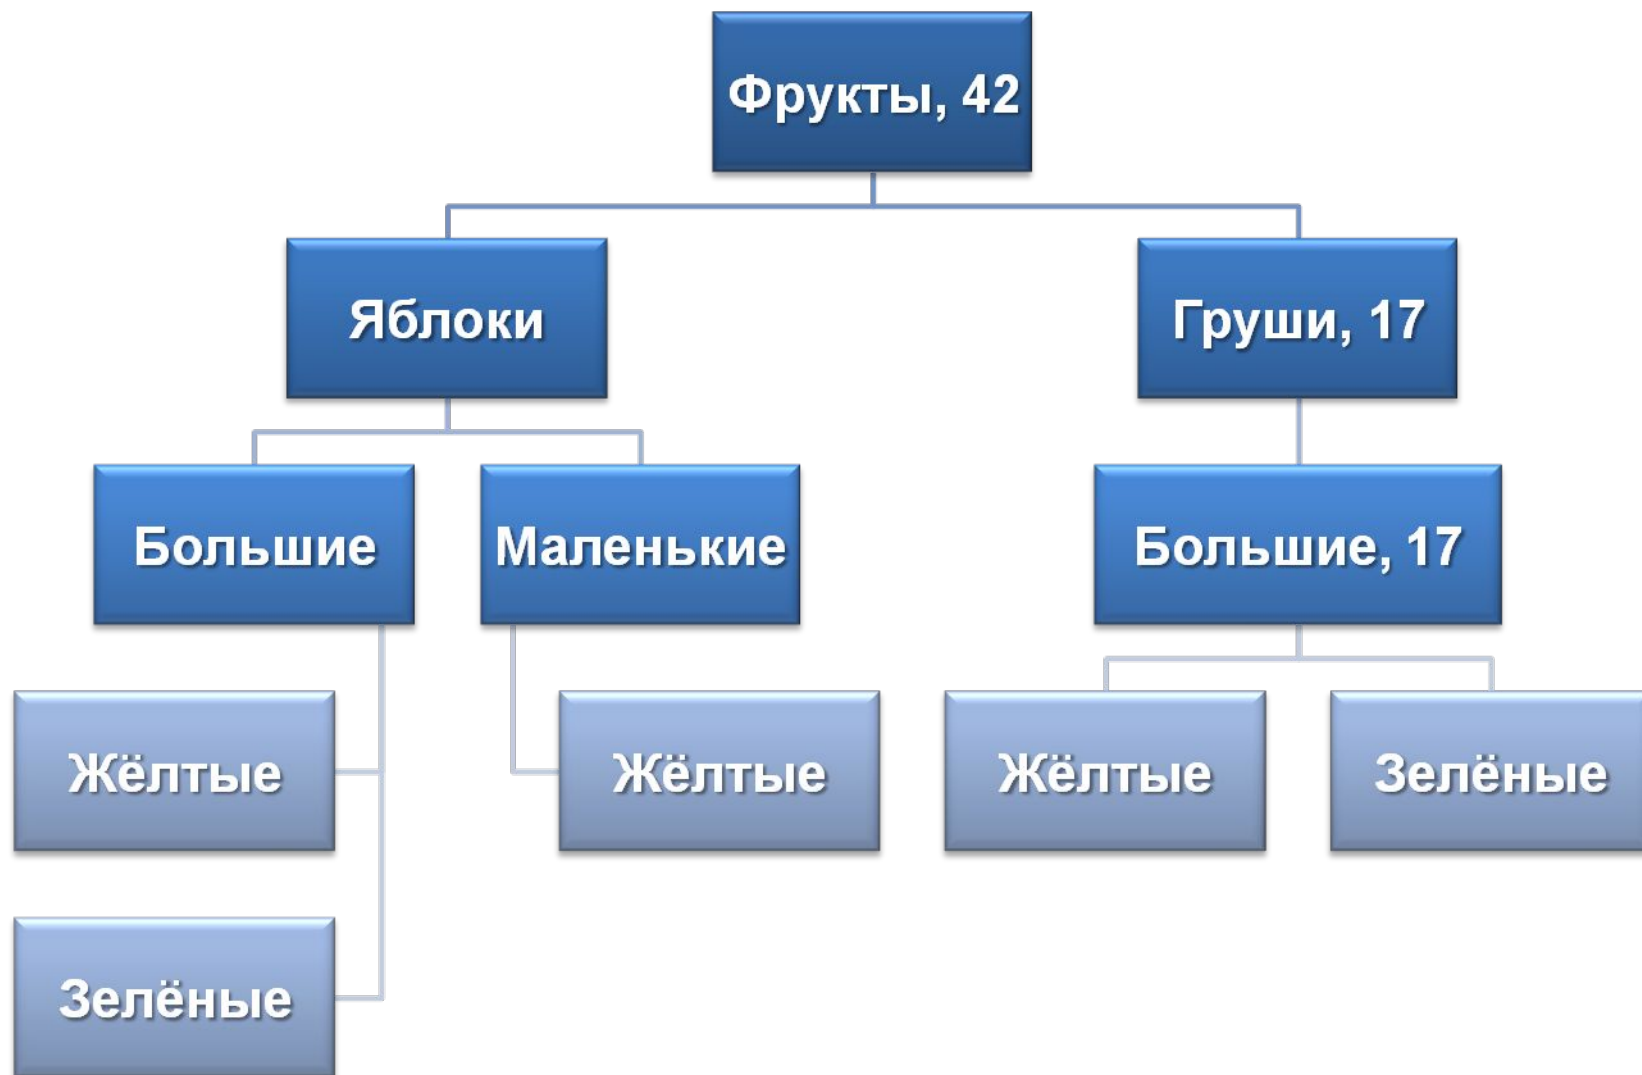 Фрукты, 42
Яблоки
Груши, 17
Большие
Маленькие
Большие, 17
Жёлтые
Жёлтые
Жёлтые
Зелёные
Зелёные